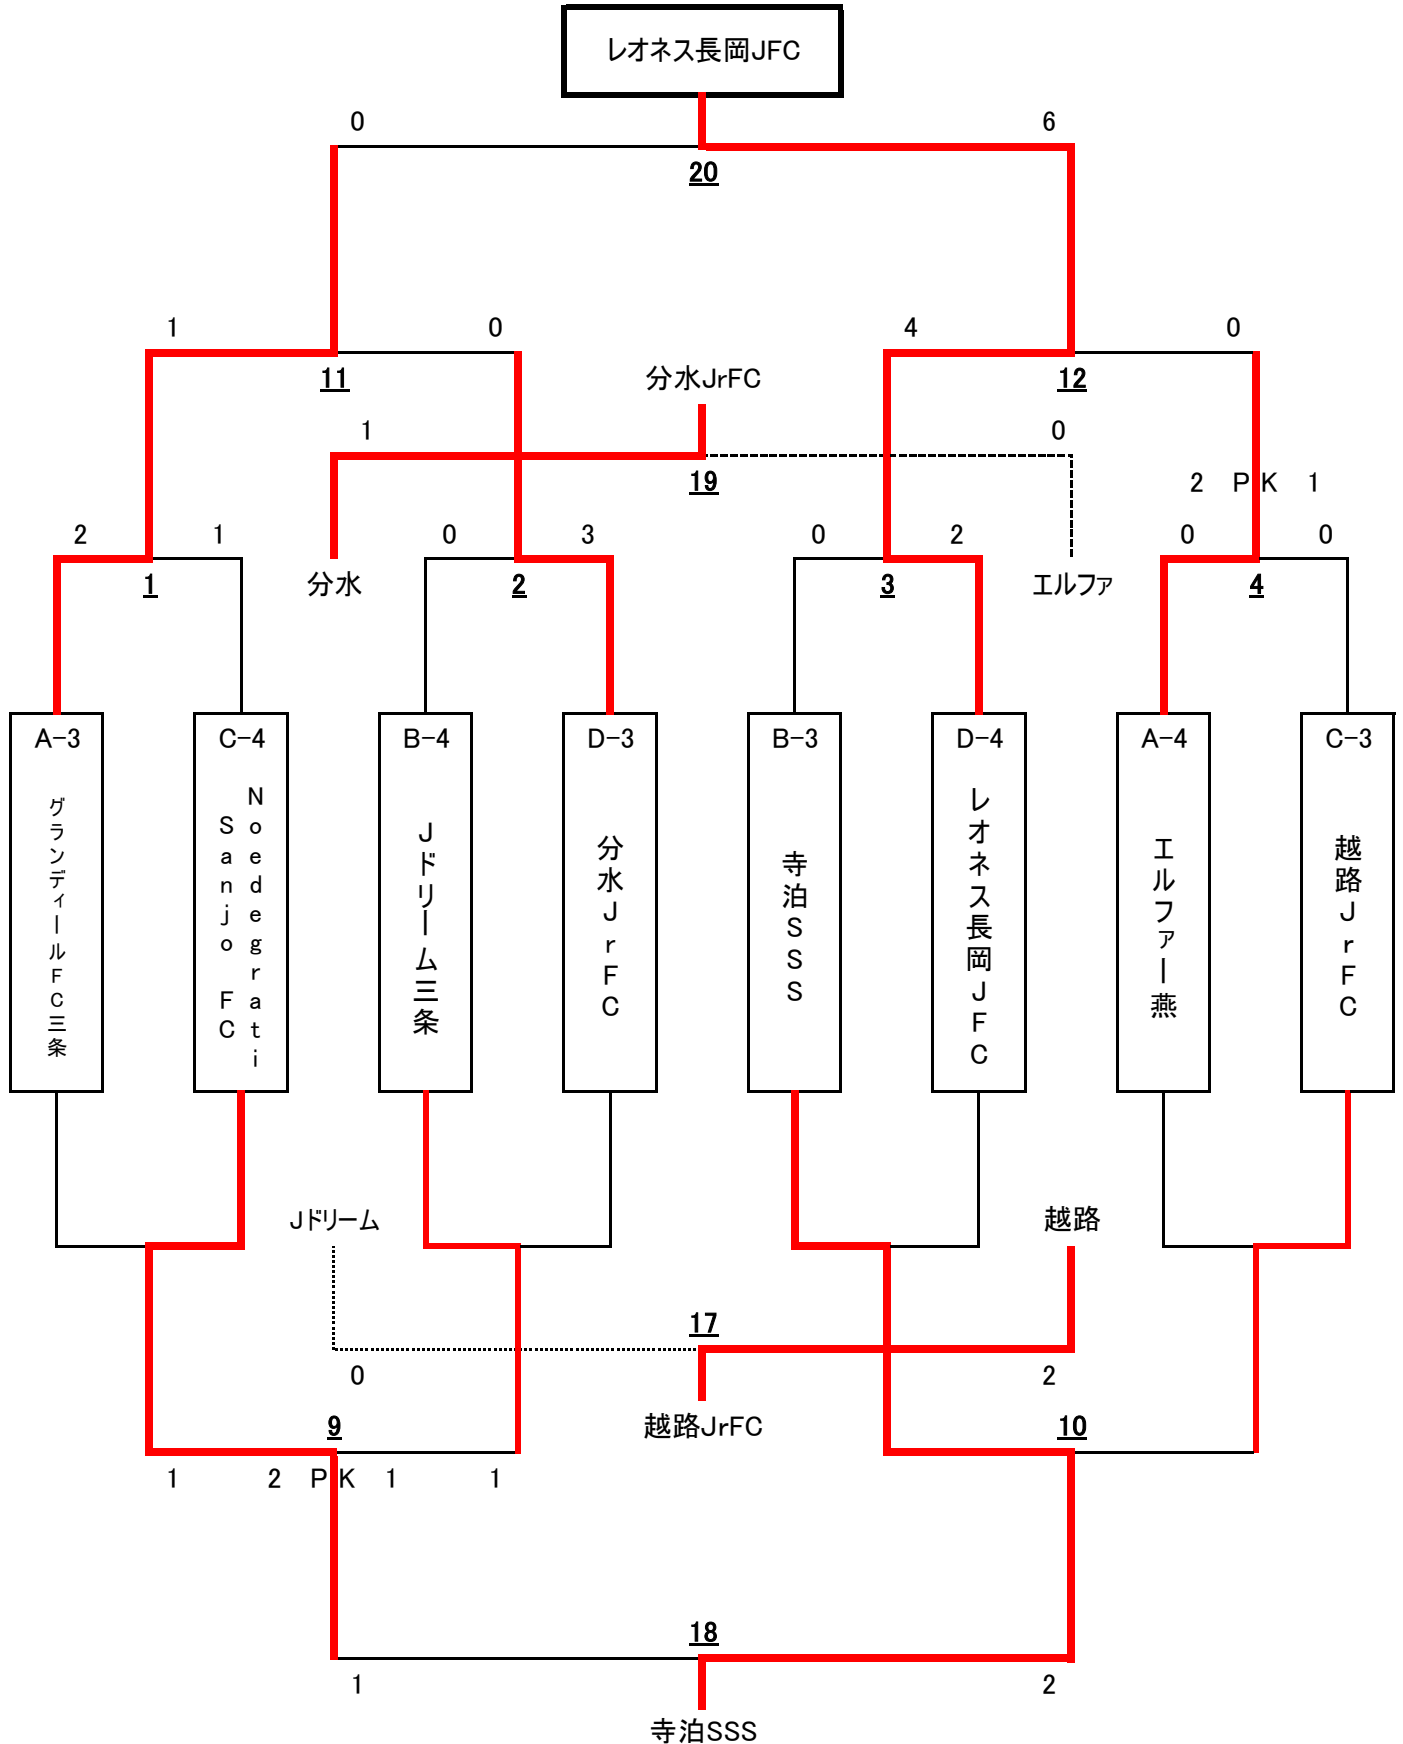 レオネス長岡JFC
0 6
20
1 0 4 0
11 分水JrFC 12
1 0
19
2 PK 1
2 1 0 3 0 2 0 0
1 分水 2 3 エルファ 4
A-3 C-4 B-4 D-3 B-3 D-4 A-4 C-3
グランディールFC三条
Noedegrati
Sanjo FC
Jドリーム三条
分水JrFC
寺泊SSS
レオネス長岡JFC
エルファー燕
越路JrFC
Jドリーム 越路
17
0 2
9 越路JrFC 10
1 2 PK 1 1
18
1 2
寺泊SSS